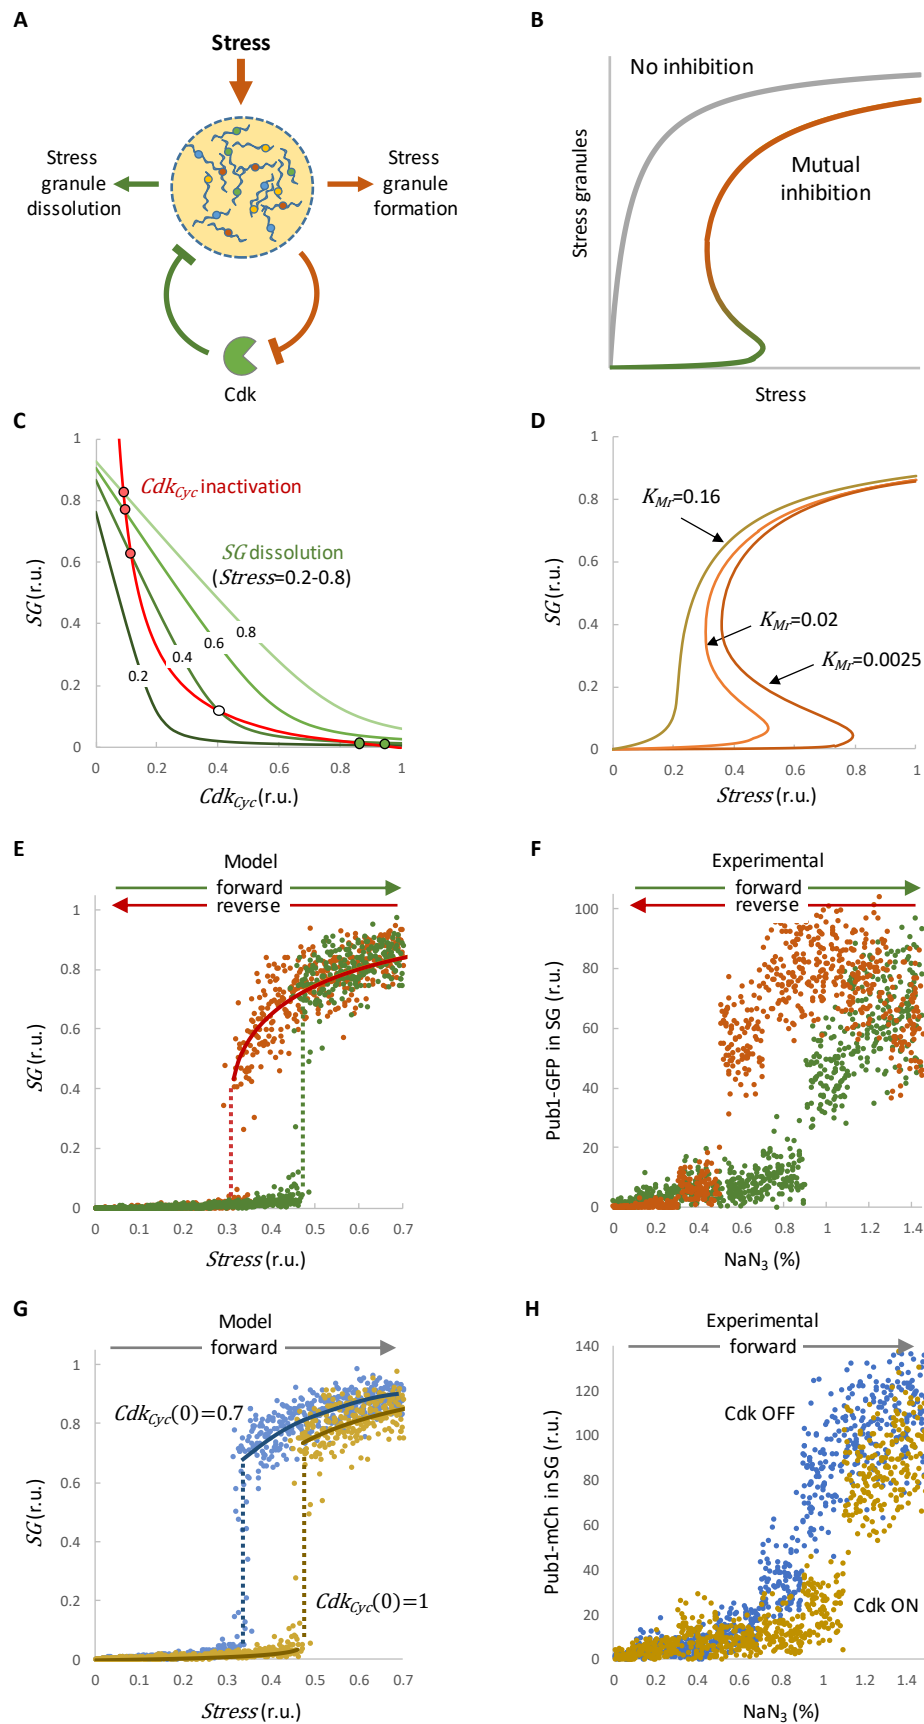 A
Stress
Stress
granule
dissolution
Stress
granule
formation
Cdk
B
No inhibition
Mutual
inhibition
Stress granules
Stress
C
1
0.8
0.6
0.4
0.2
0
SG (r.u.)
Cdk_Cyc inactivation
SG dissolution
(Stress=0.2-0.8)
0.2
0.4
0.6
0.8
0 0.2 0.4 0.6 0.8 1
Cdk_Cyc (r.u.)
D
1
0.8
0.6
0.4
0.2
0
SG (r.u.)
K_Mr=0.16
K_Mr=0.02
K_Mr=0.0025
0 0.2 0.4 0.6 0.8 1
Stress (r.u.)
E
Model
forward
reverse
1
0.8
0.6
0.4
0.2
0
SG (r.u.)
0 0.1 0.2 0.3 0.4 0.5 0.6 0.7
Stress (r.u.)
F
Experimental
forward
reverse
100
80
60
40
20
0
Pub1-GFP in SG (r.u.)
0 0.2 0.4 0.6 0.8 1 1.2 1.4
NaN₃ (%)
G
Model
forward
1
0.8
0.6
0.4
0.2
0
SG (r.u.)
Cdk_Cyc(0)=0.7
Cdk_Cyc(0)=1
0 0.1 0.2 0.3 0.4 0.5 0.6 0.7
Stress (r.u.)
H
Experimental
forward
140
120
100
80
60
40
20
0
Pub1-mCh in SG (r.u.)
Cdk OFF
Cdk ON
0 0.2 0.4 0.6 0.8 1 1.2 1.4
NaN₃ (%)